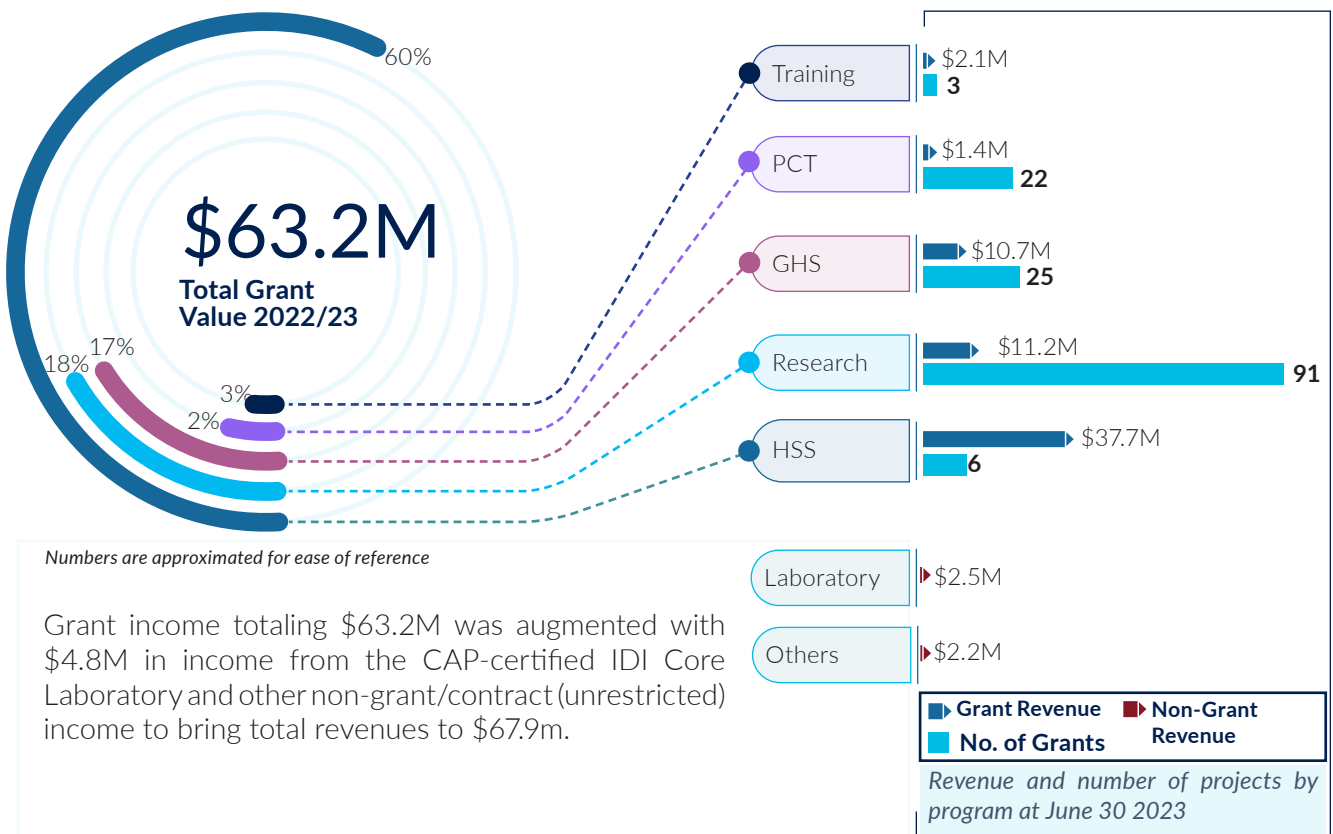 60%
$63.2M
Total Grant
Value 2022/23
17%
18%
3%
2%
Training
$2.1M
3
PCT
$1.4M
22
GHS
$10.7M
25
Research
$11.2M
91
HSS
$37.7M
6
Laboratory
$2.5M
Others
$2.2M
Numbers are approximated for ease of reference
Grant income totaling $63.2M was augmented with
$4.8M in income from the CAP-certified IDI Core
Laboratory and other non-grant/contract (unrestricted)
income to bring total revenues to $67.9m.
Grant Revenue
Non-Grant
Revenue
No. of Grants
Revenue and number of projects by
program at June 30 2023